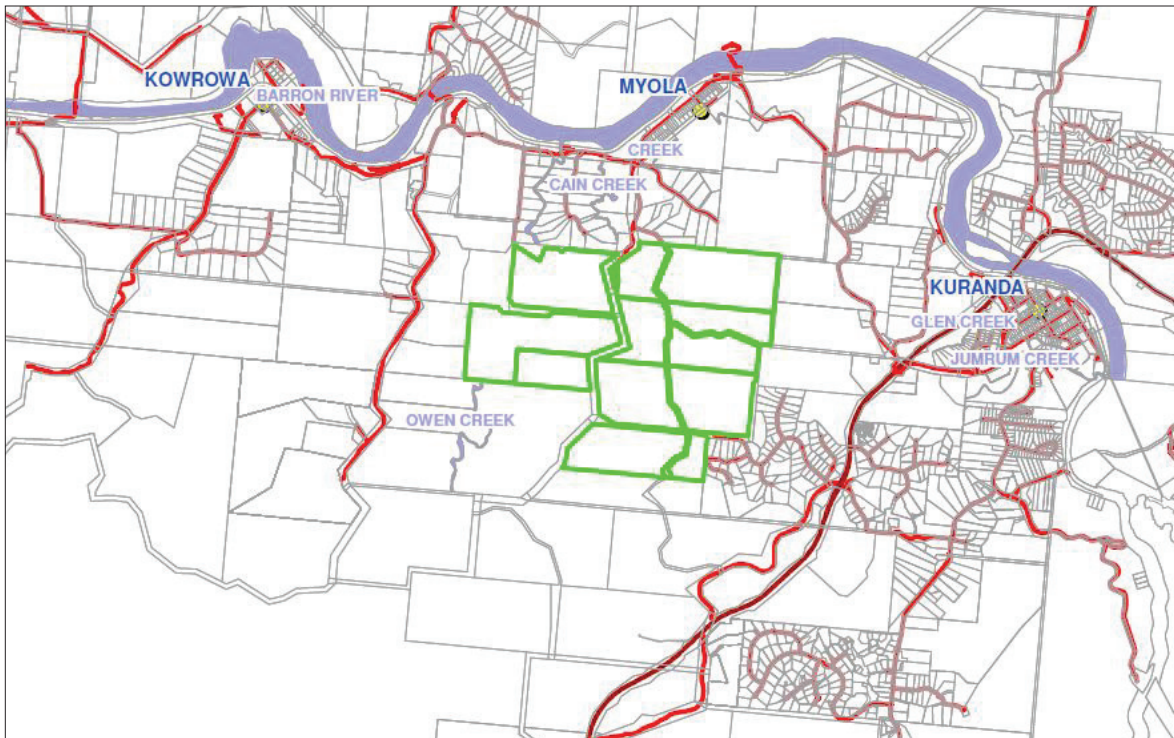 KOWROWA
BARRON RIVER
MYOLA
CREEK
CAIN CREEK
KURANDA
GLEN CREEK
JUMRUM CREEK
OWEN CREEK